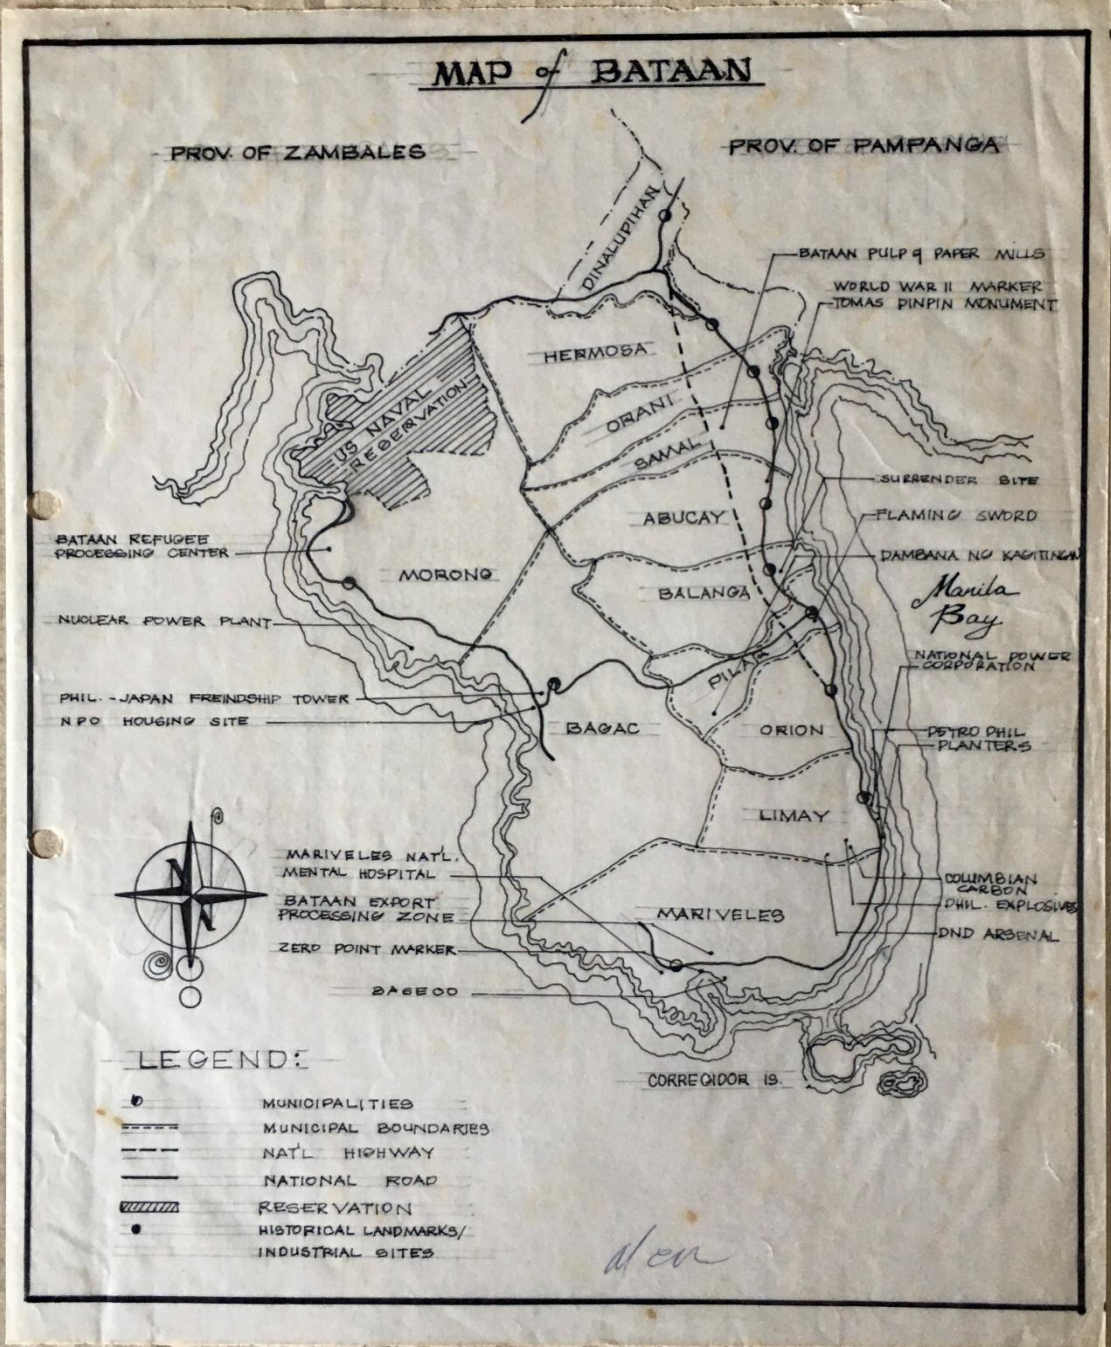 MAP of BATAAN
PROV. OF ZAMBALES
PROV. OF PAMPANGA
DINALUPIHAN
BATAAN PULP & PAPER MILLS
WORLD WAR II MARKER
TOMAS PINPIN MONUMENT
HERMOSA
ORANI
SAMAL
US NAVAL
RESERVATION
SURRENDER SITE
FLAMING SWORD
DAMBANA NG KAGITINGAN
ABUCAY
BATAAN REFUGEE
PROCESSING CENTER
MORONG
BALANGA
Manila
Bay
NUCLEAR POWER PLANT
NATIONAL POWER
CORPORATION
PILAR
PHIL.-JAPAN FREINDSHIP TOWER
NPC HOUSING SITE
BAGAC
ORION
PETRO PHIL
PLANTERS
LIMAY
MARIVELES NAT'L.
MENTAL HOSPITAL
BATAAN EXPORT
PROCESSING ZONE
ZERO POINT MARKER
BASECO
MARIVELES
COLUMBIAN
CARBON
PHIL. EXPLOSIVES
DND ARSENAL
N
CORREGIDOR IS.
LEGEND:
MUNICIPALITIES
MUNICIPAL BOUNDARIES
NAT'L HIGHWAY
NATIONAL ROAD
RESERVATION
HISTORICAL LANDMARKS/
INDUSTRIAL SITES